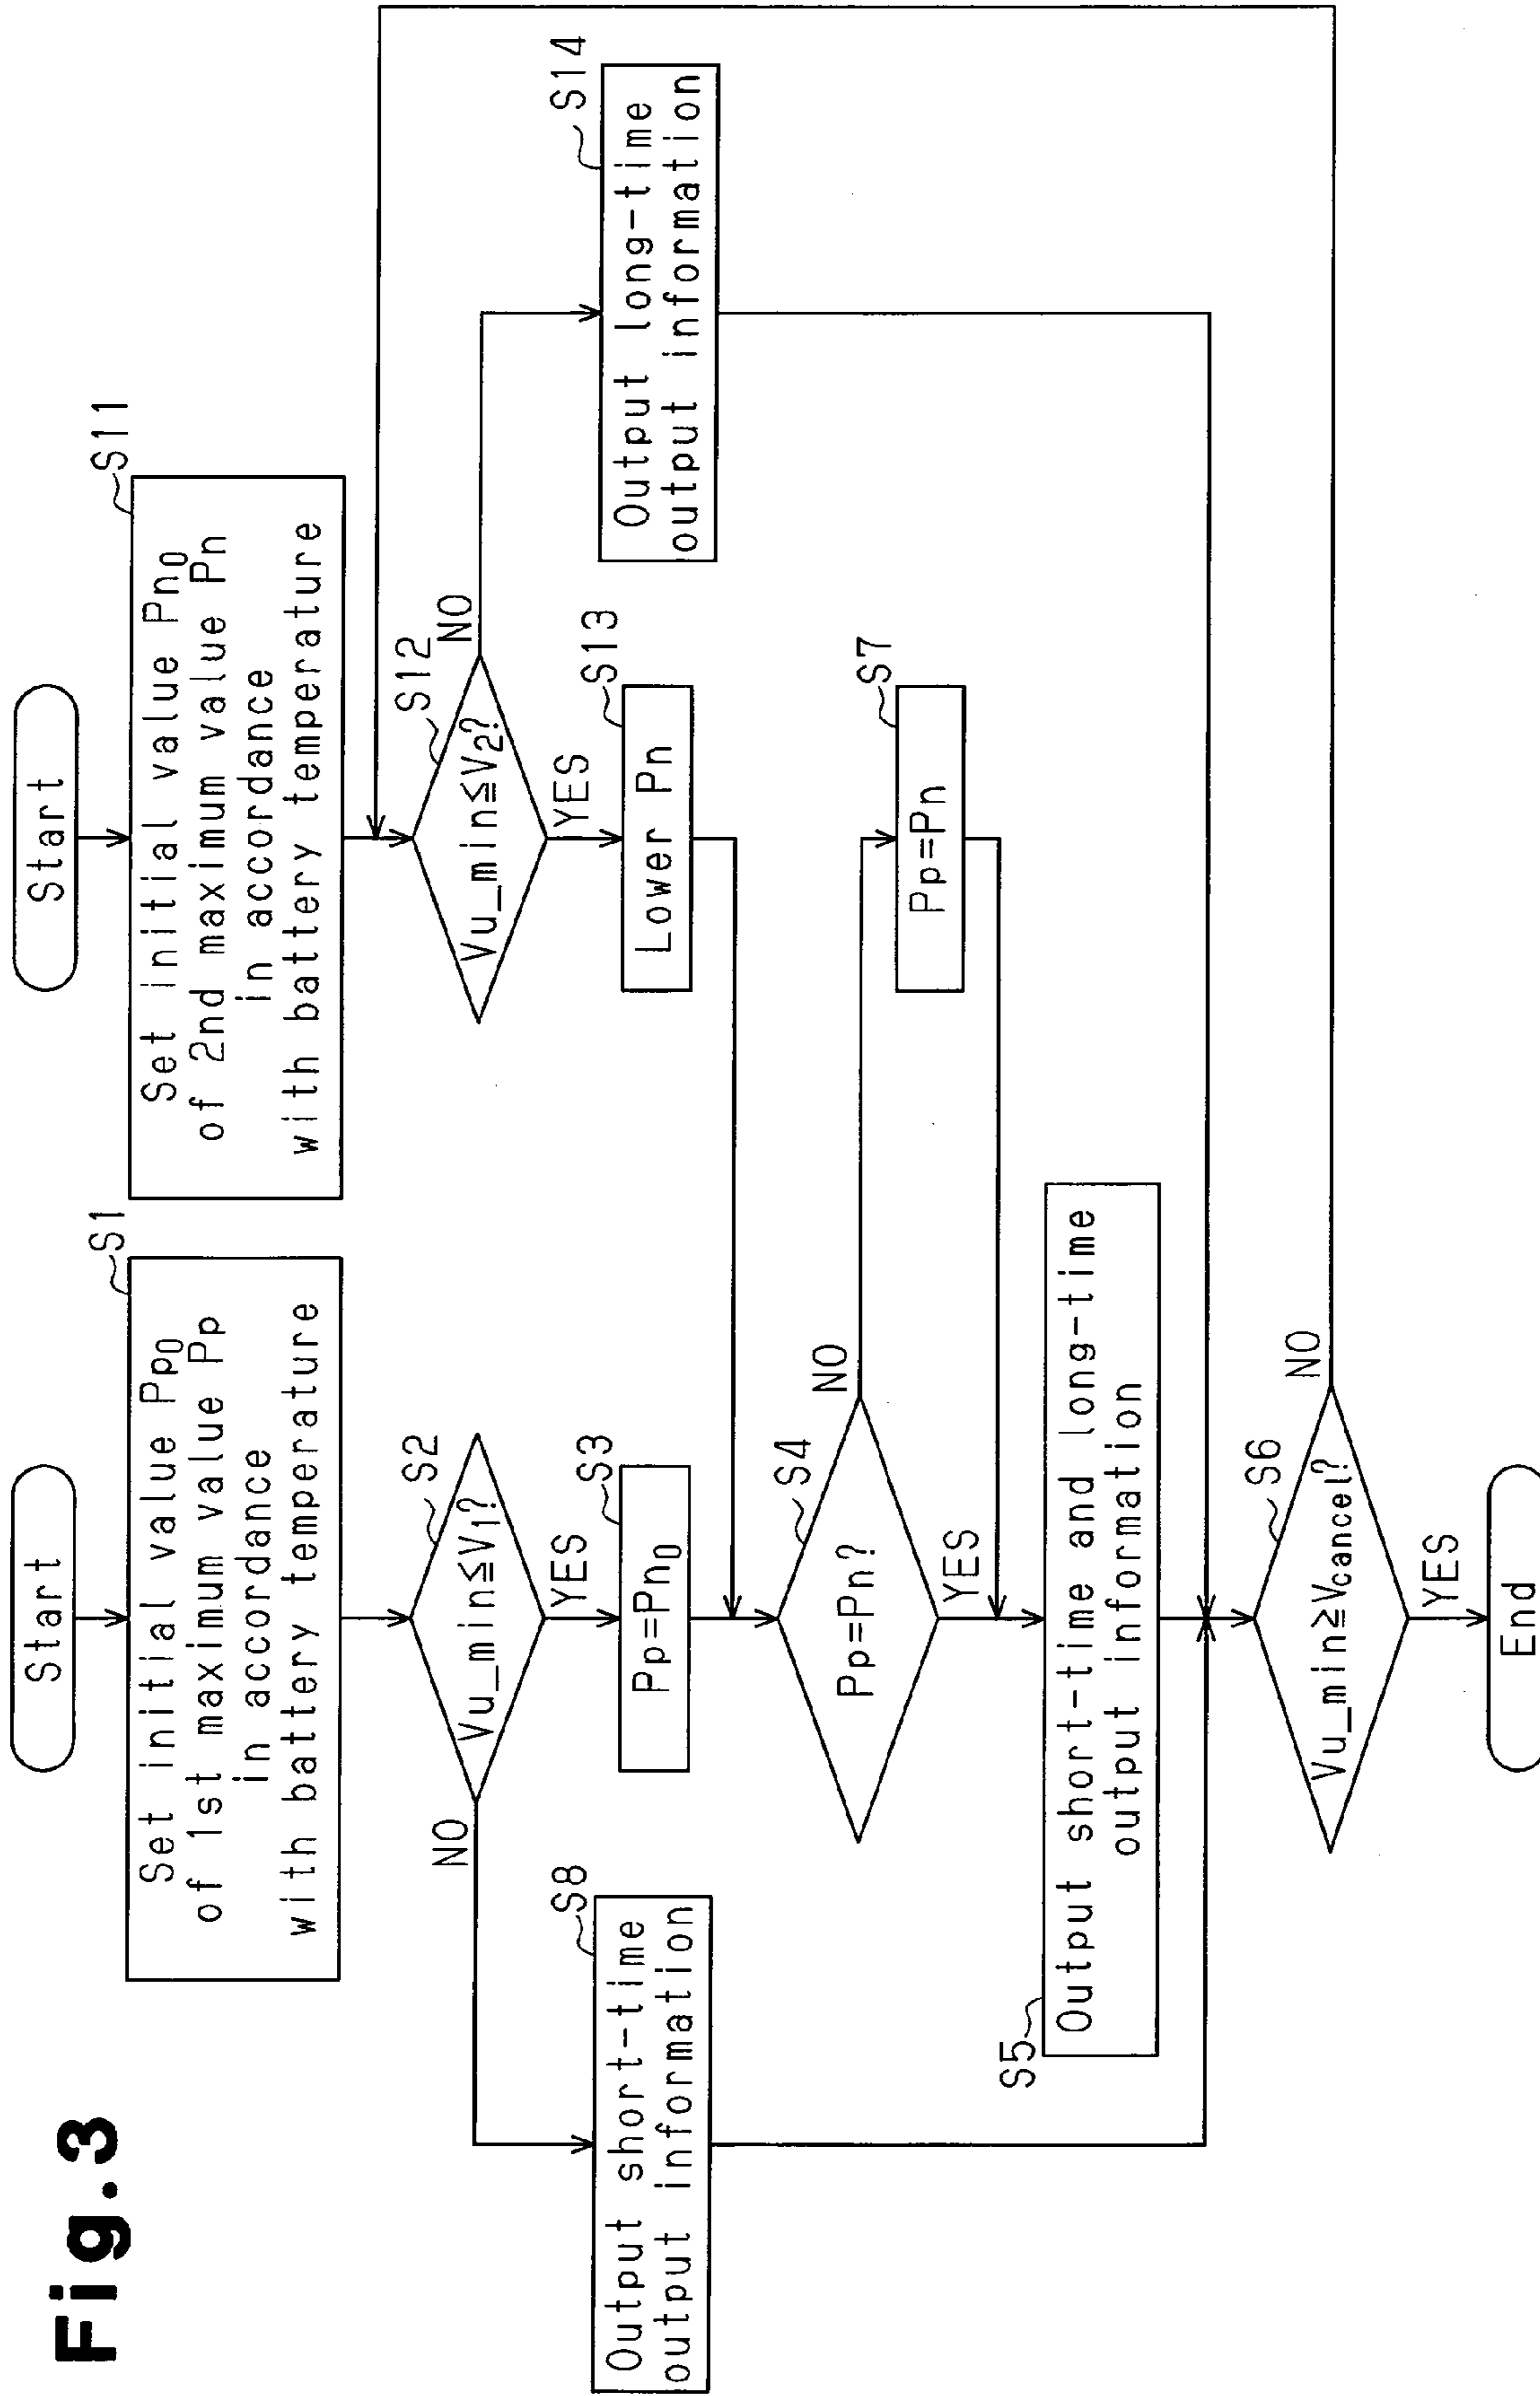 Fig.3
Start
S1
Set initial value Pp₀
of 1st maximum value Pp
in accordance
with battery temperature
S2
Vu_min≦V₁?
NO
YES
S8
Output short-time
output information
S3
Pp=Pn₀
S4
Pp=Pn?
NO
YES
S5
Output short-time and long-time
output information
S6
Vu_min≧Vcancel?
NO
YES
End
Start
S11
Set initial value Pn₀
of 2nd maximum value Pn
in accordance
with battery temperature
S12
Vu_min≦V₂?
NO
YES
S13
Lower Pn
S14
Output long-time
output information
S7
Pp=Pn